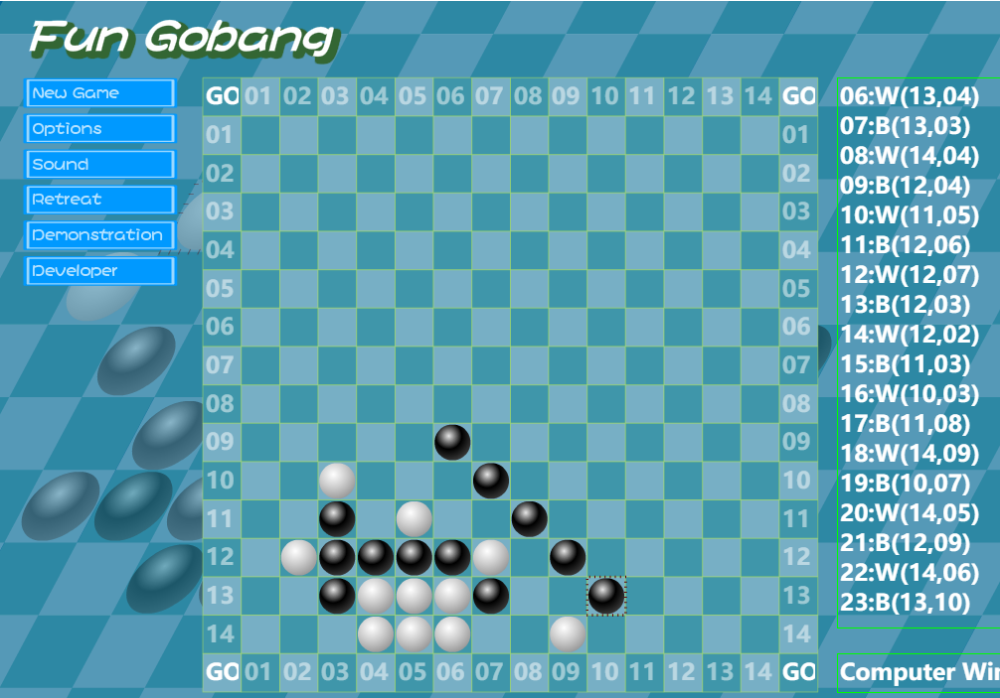 Fun Gobang
New Game
Options
Sound
Retreat
Demonstration
Developer
GO 01 02 03 04 05 06 07 08 09 10 11 12 13 14 GO
01 01
02 02
03 03
04 04
05 05
06 06
07 07
08 08
09 09
10 10
11 11
12 12
13 13
14 14
GO 01 02 03 04 05 06 07 08 09 10 11 12 13 14 GO
06:W(13,04)
07:B(13,03)
08:W(14,04)
09:B(12,04)
10:W(11,05)
11:B(12,06)
12:W(12,07)
13:B(12,03)
14:W(12,02)
15:B(11,03)
16:W(10,03)
17:B(11,08)
18:W(14,09)
19:B(10,07)
20:W(14,05)
21:B(12,09)
22:W(14,06)
23:B(13,10)
Computer Win